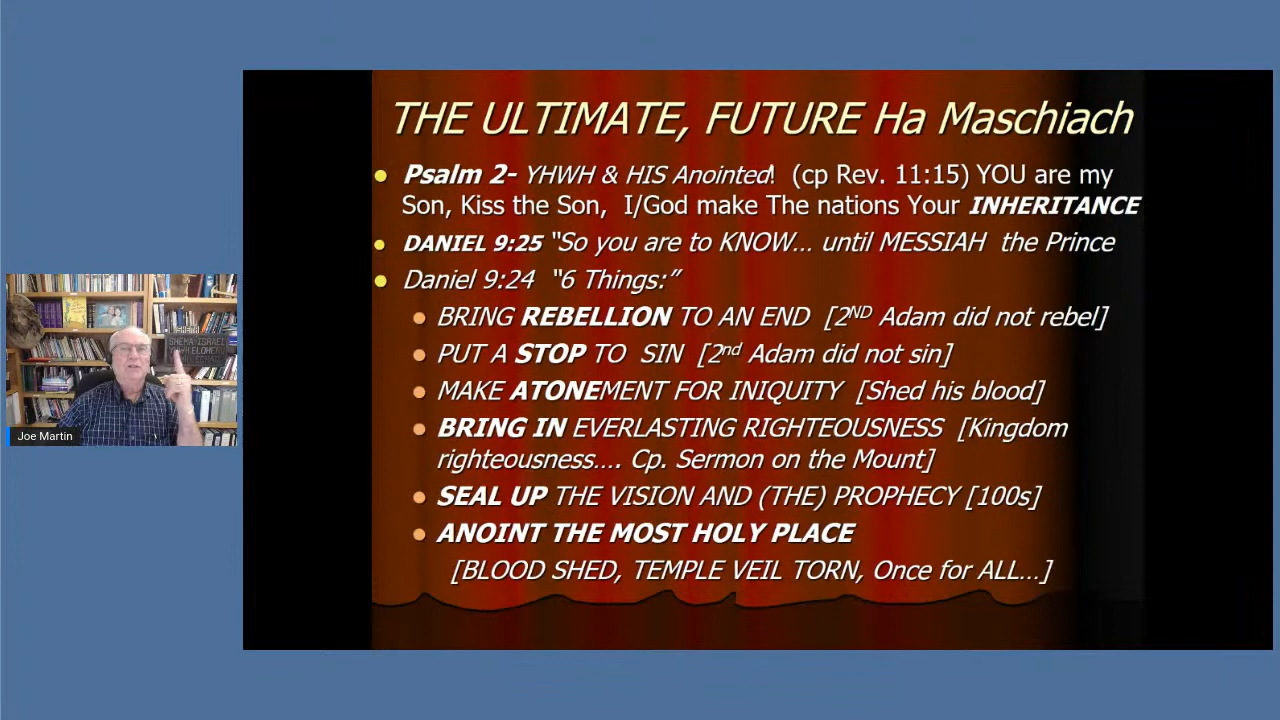 THE ULTIMATE, FUTURE Ha Maschiach
Psalm 2- YHWH & HIS Anointed! (cp Rev. 11:15) YOU are my
Son, Kiss the Son, I/God make The nations Your INHERITANCE
DANIEL 9:25 “So you are to KNOW… until MESSIAH the Prince
Daniel 9:24 “6 Things:”
BRING REBELLION TO AN END [2ND Adam did not rebel]
PUT A STOP TO SIN [2nd Adam did not sin]
MAKE ATONEMENT FOR INIQUITY [Shed his blood]
BRING IN EVERLASTING RIGHTEOUSNESS [Kingdom
righteousness…. Cp. Sermon on the Mount]
SEAL UP THE VISION AND (THE) PROPHECY [100s]
ANOINT THE MOST HOLY PLACE
[BLOOD SHED, TEMPLE VEIL TORN, Once for ALL…]
SHEMA ISRAEL
Joe Martin